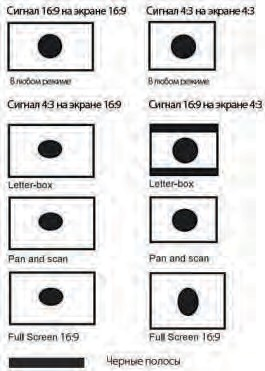 Сигнал 16:9 на экране 16:9
Сигнал 4:3 на экране 4:3
В любом режиме
В любом режиме
Сигнал 4:3 на экране 16:9
Сигнал 16:9 на экране 4:3
Letter-box
Letter-box
Pan and scan
Pan and scan
Full Screen 16:9
Full Screen 16:9
Черные полосы